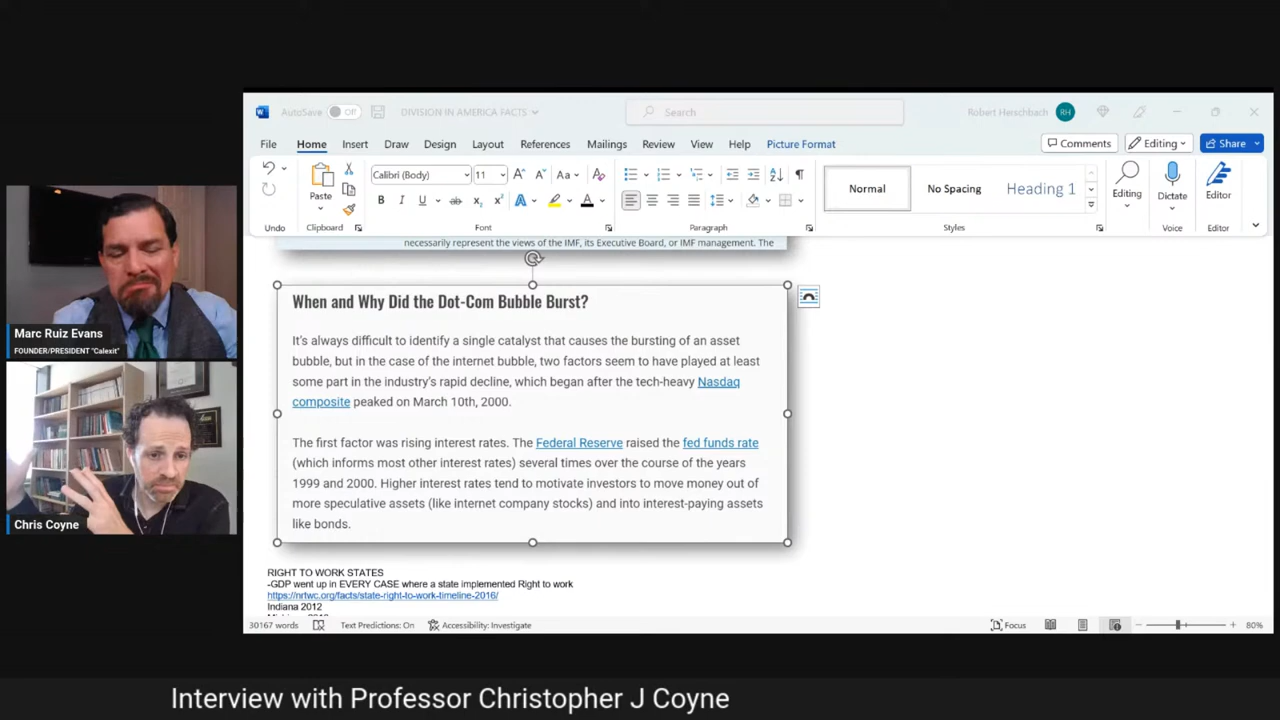 AutoSave
Off
DIVISION IN AMERICA FACTS
Search
Robert Herschbach
RH
File
Home
Insert
Draw
Design
Layout
References
Mailings
Review
View
Help
Picture Format
Comments
Editing
Share
Paste
Undo
Clipboard
Calibri (Body)
11
Font
Paragraph
Normal
No Spacing
Heading 1
Styles
Editing
Dictate
Voice
Editor
Editor
necessarily represent the views of the IMF, its Executive Board, or IMF management. The
When and Why Did the Dot-Com Bubble Burst?
It's always difficult to identify a single catalyst that causes the bursting of an asset
bubble, but in the case of the internet bubble, two factors seem to have played at least
some part in the industry's rapid decline, which began after the tech-heavy Nasdaq
composite peaked on March 10th, 2000.
The first factor was rising interest rates. The Federal Reserve raised the fed funds rate
(which informs most other interest rates) several times over the course of the years
1999 and 2000. Higher interest rates tend to motivate investors to move money out of
more speculative assets (like internet company stocks) and into interest-paying assets
like bonds.
RIGHT TO WORK STATES
-GDP went up in EVERY CASE where a state implemented Right to work
https://nrtwc.org/facts/state-right-to-work-timeline-2016/
Indiana 2012
30167 words
Text Predictions: On
Accessibility: Investigate
Focus
80%
Marc Ruiz Evans
FOUNDER/PRESIDENT "Calexit"
Chris Coyne
Interview with Professor Christopher J Coyne